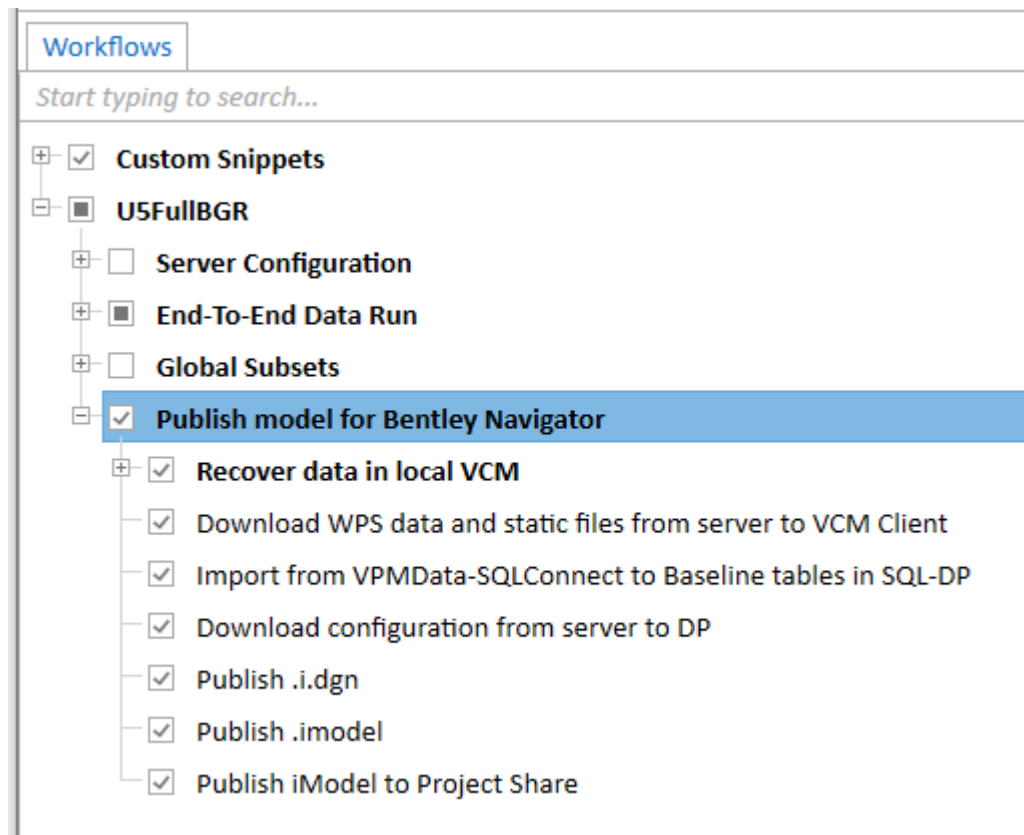 Workflows
Start typing to search...
Custom Snippets
U5FullBGR
Server Configuration
End-To-End Data Run
Global Subsets
Publish model for Bentley Navigator
Recover data in local VCM
Download WPS data and static files from server to VCM Client
Import from VPMData-SQLConnect to Baseline tables in SQL-DP
Download configuration from server to DP
Publish .i.dgn
Publish .imodel
Publish iModel to Project Share